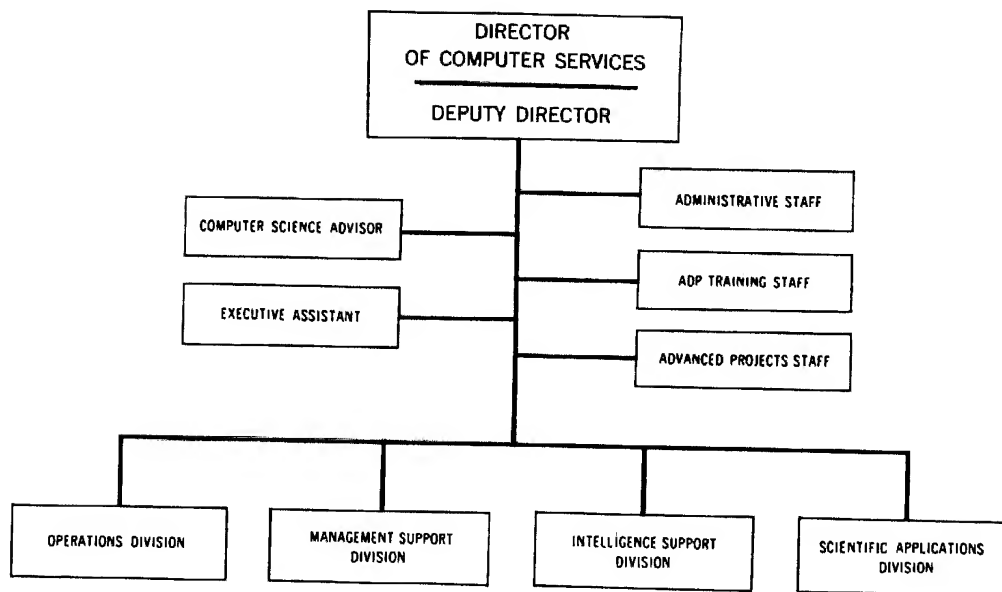 DIRECTOR
OF COMPUTER SERVICES
DEPUTY DIRECTOR
ADMINISTRATIVE STAFF
COMPUTER SCIENCE ADVISOR
ADP TRAINING STAFF
EXECUTIVE ASSISTANT
ADVANCED PROJECTS STAFF
OPERATIONS DIVISION
MANAGEMENT SUPPORT
DIVISION
INTELLIGENCE SUPPORT
DIVISION
SCIENTIFIC APPLICATIONS
DIVISION